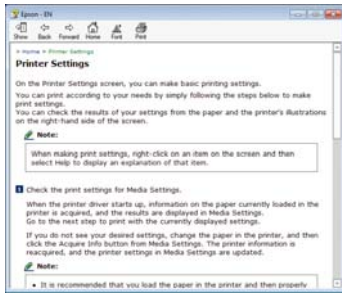 Epson - EN
Show Back Forward Home Font Print
> Home > Printer Settings
Printer Settings
On the Printer Settings screen, you can make basic printing settings.
You can print according to your needs by simply following the steps below to make
print settings.
You can check the results of your settings from the paper and the printer's illustrations
on the right-hand side of the screen.
Note:
When making print settings, right-click on an item on the screen and then
select Help to display an explanation of that item.
1 Check the print settings for Media Settings.
When the printer driver starts up, information on the paper currently loaded in the
printer is acquired, and the results are displayed in Media Settings.
Go to the next step to print with the currently displayed settings.
If you do not see your desired settings, change the paper in the printer, and then
click the Acquire Info button from Media Settings. The printer information is
reacquired, and the printer settings in Media Settings are updated.
Note:
• It is recommended that you load the paper in the printer and then properly